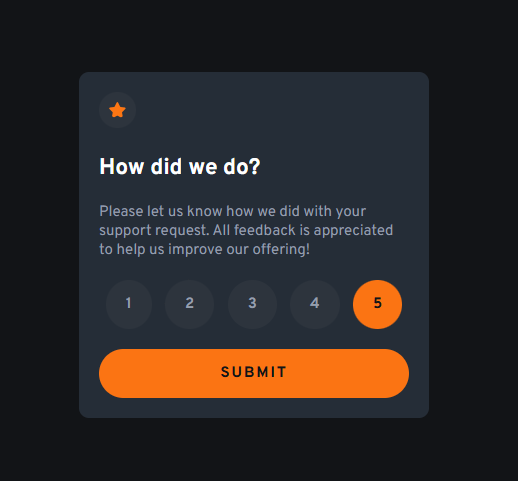 How did we do?
Please let us know how we did with your
support request. All feedback is appreciated
to help us improve our offering!
1 2 3 4 5
SUBMIT